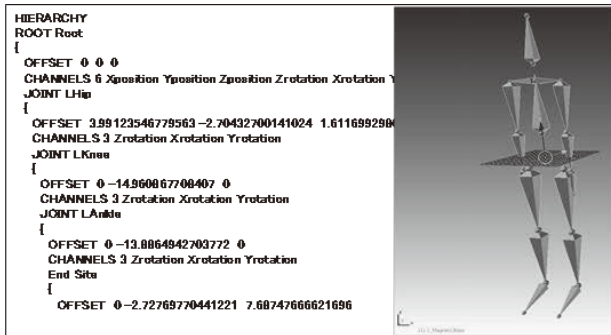 HIERARCHY
ROOT Root
{
OFFSET 0 0 0
CHANNELS 6 Xposition Yposition Zposition Zrotation Xrotation Y
JOINT LHip
{
OFFSET 3.99123546779563 -2.70432700141024 1.6116992980
CHANNELS 3 Zrotation Xrotation Yrotation
JOINT LKnee
{
OFFSET 0 -14.960867708407 0
CHANNELS 3 Zrotation Xrotation Yrotation
JOINT LAnkle
{
OFFSET 0 -13.8864942703772 0
CHANNELS 3 Zrotation Xrotation Yrotation
End Site
{
OFFSET 0 -2.72769770441221 7.68747666621696